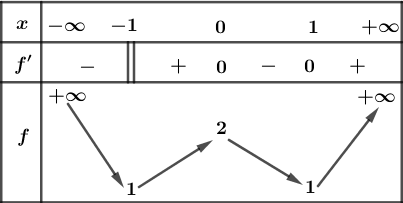 x −∞ −1 0 1 +∞
f′ − + 0 − 0 +
+∞ +∞
f 2
1 1